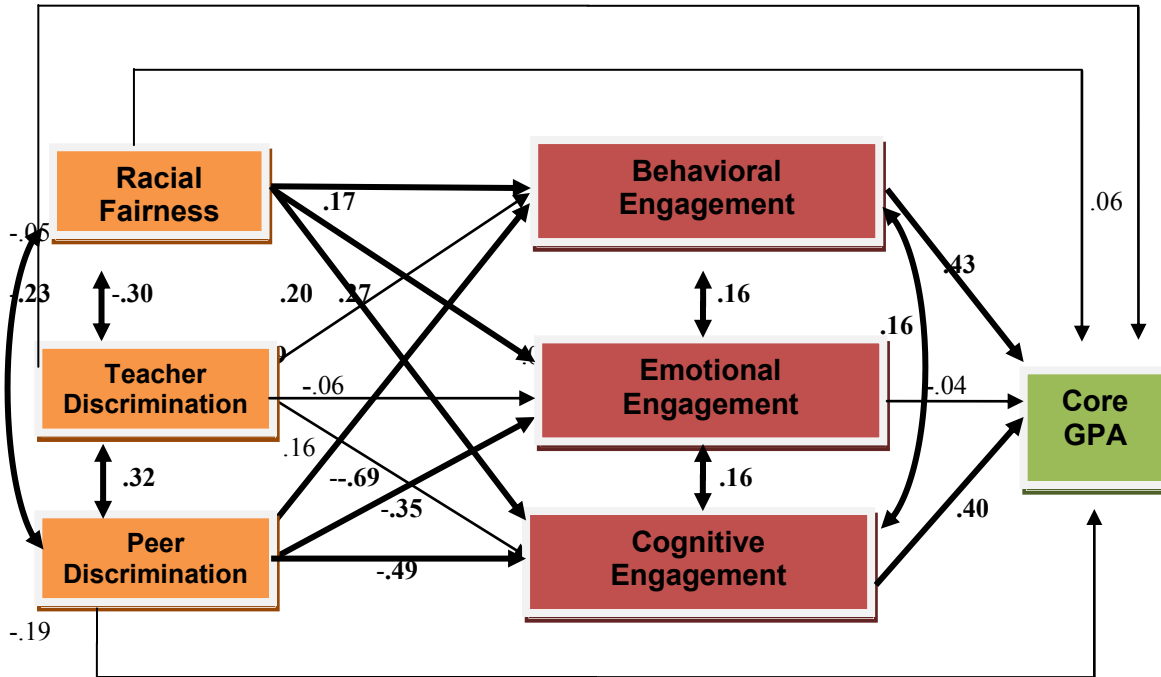 Racial
Fairness
Behavioral
Engagement
.17
.06
-.05
.43
-.23
-.30
.20
.27
.16
.16
Teacher
Discrimination
-.06
Emotional
Engagement
-.04
Core
GPA
.16
.32
--.69
-.35
.16
.40
Peer
Discrimination
-.49
Cognitive
Engagement
-.19